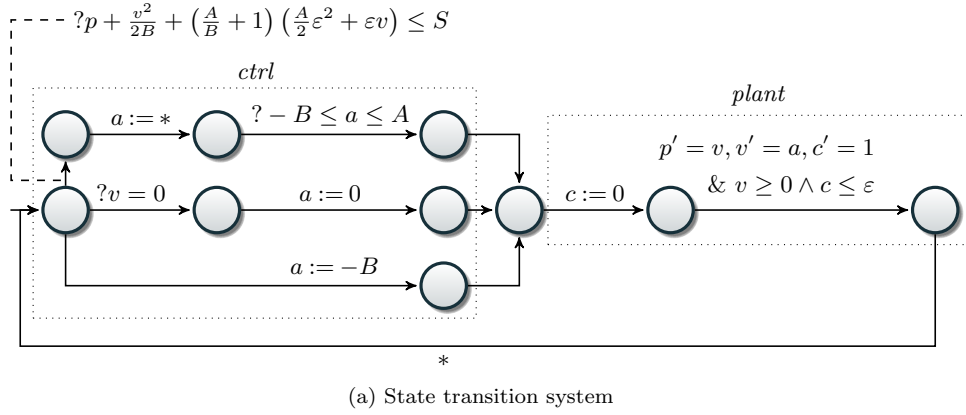 ?p + v²/2B + (A/B + 1) (A/2 ε² + εv) ≤ S
ctrl
plant
a := ∗
? − B ≤ a ≤ A
p′ = v, v′ = a, c′ = 1
& v ≥ 0 ∧ c ≤ ε
?v = 0
a := 0
c := 0
a := −B
∗
(a) State transition system